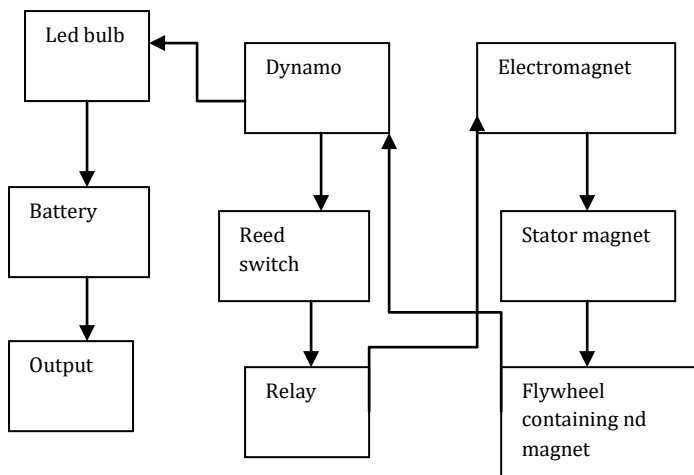 Led bulb
Dynamo
Electromagnet
Battery
Reed
switch
Stator magnet
Output
Relay
Flywheel
containing nd
magnet